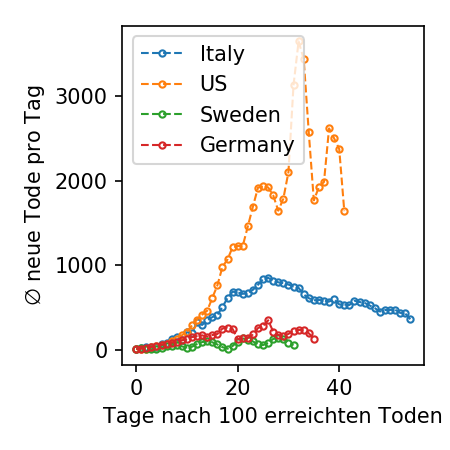 Italy
US
Sweden
Germany
∅ neue Tode pro Tag
3000
2000
1000
0
0 20 40
Tage nach 100 erreichten Toden